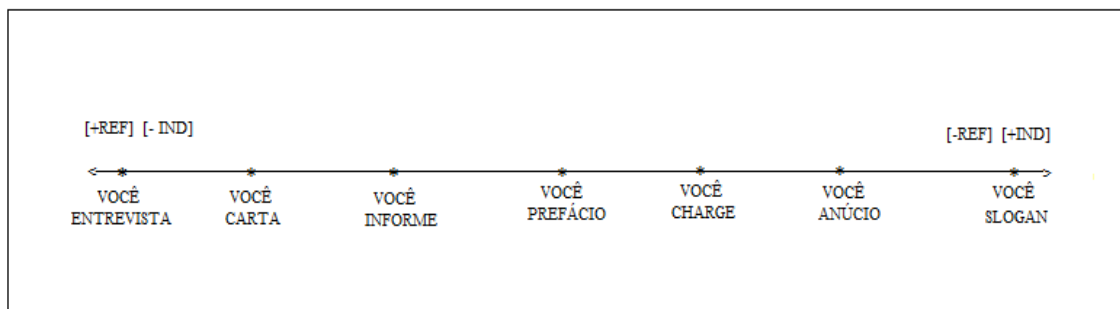 [+REF] [- IND]
[-REF] [+IND]
VOCÊ VOCÊ VOCÊ VOCÊ VOCÊ VOCÊ VOCÊ
ENTREVISTA CARTA INFORME PREFÁCIO CHARGE ANÚCIO SLOGAN